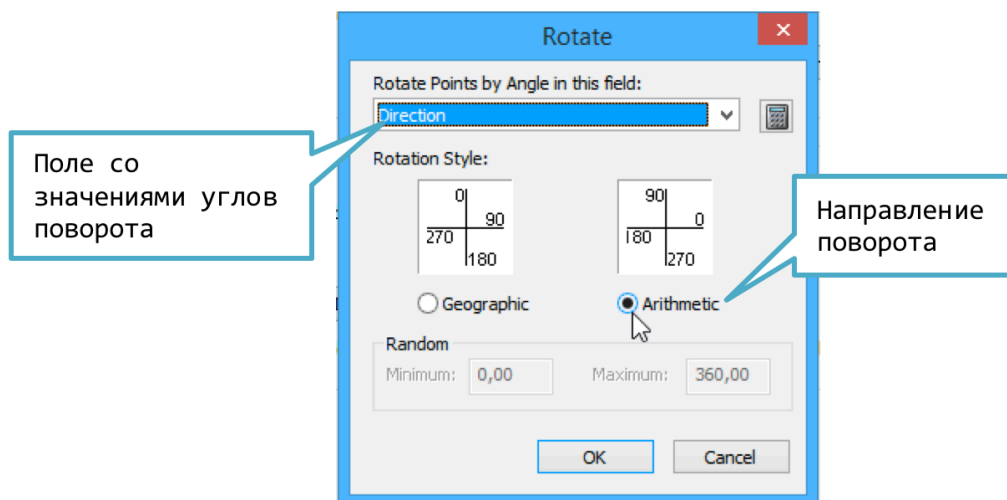 Rotate
Rotate Points by Angle in this field:
Direction
Поле со
значениями углов
поворота
Rotation Style:
0
90
270
180
90
0
180
270
Направление
поворота
Geographic
Arithmetic
Random
Minimum:
0,00
Maximum:
360,00
OK
Cancel